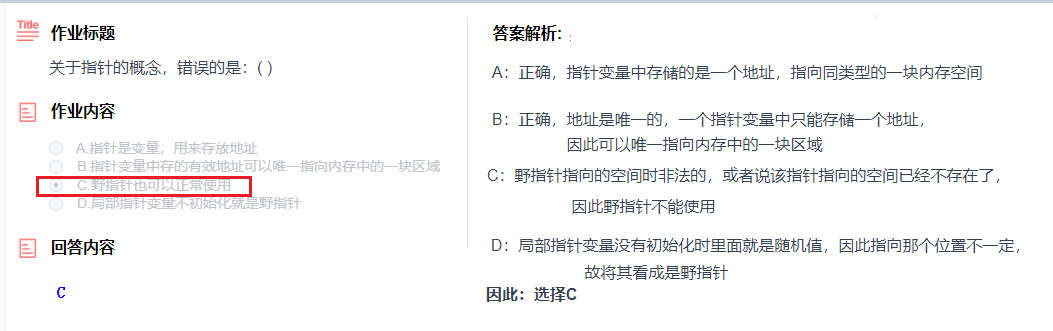 Title 作业标题
关于指针的概念，错误的是：( )
作业内容
A.指针是变量，用来存放地址
B.指针变量中存的有效地址可以唯一指向内存中的一块区域
C.野指针也可以正常使用
D.局部指针变量不初始化就是野指针
回答内容
C
答案解析：
A：正确，指针变量中存储的是一个地址，指向同类型的一块内存空间
B：正确，地址是唯一的，一个指针变量中只能存储一个地址，
因此可以唯一指向内存中的一块区域
C：野指针指向的空间时非法的，或者说该指针指向的空间已经不存在了，
因此野指针不能使用
D：局部指针变量没有初始化时里面就是随机值，因此指向那个位置不一定，
故将其看成是野指针
因此：选择C